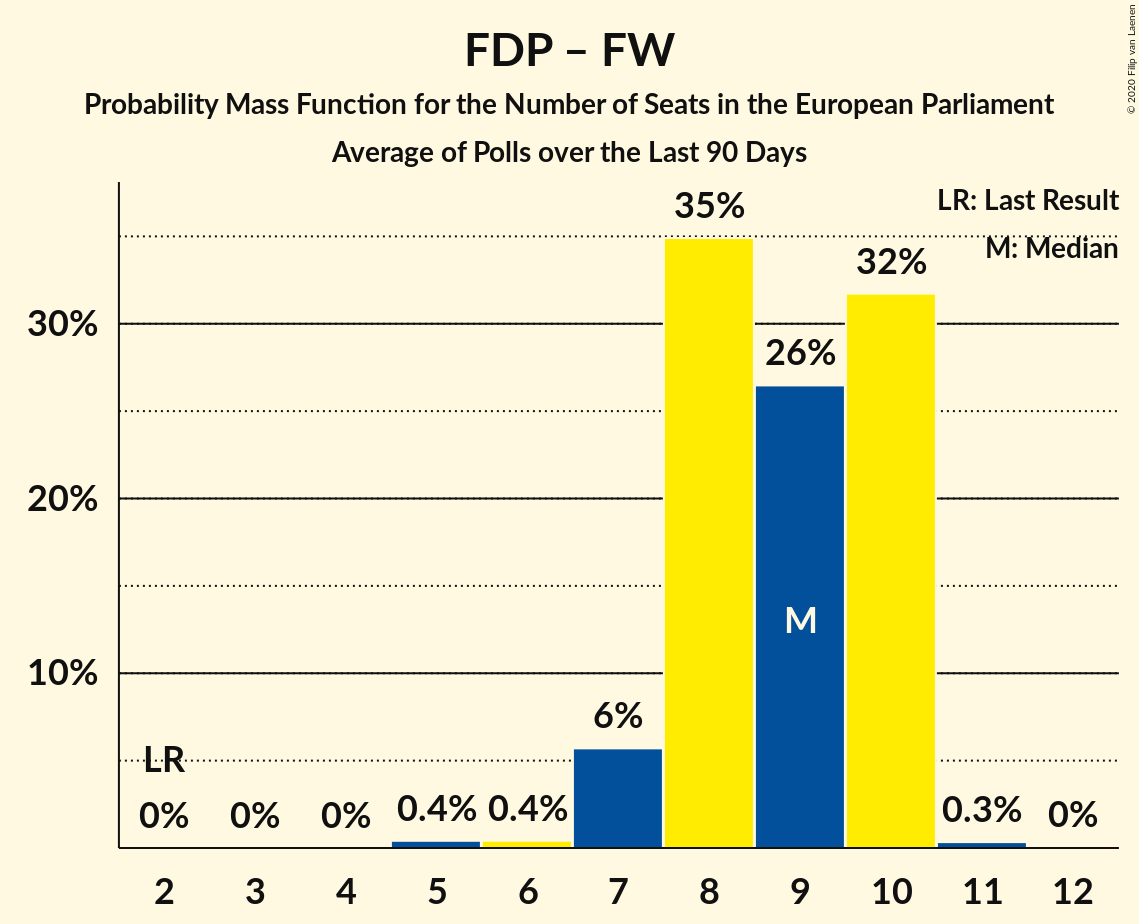 FDP – FW
Probability Mass Function for the Number of Seats in the European Parliament
Average of Polls over the Last 90 Days
© 2020 Filip van Laenen
LR: Last Result
M: Median
35%
32%
30%
26%
20%
M
10%
6%
LR
0% 0% 0% 0.4% 0.4% 0.3% 0%
2 3 4 5 6 7 8 9 10 11 12